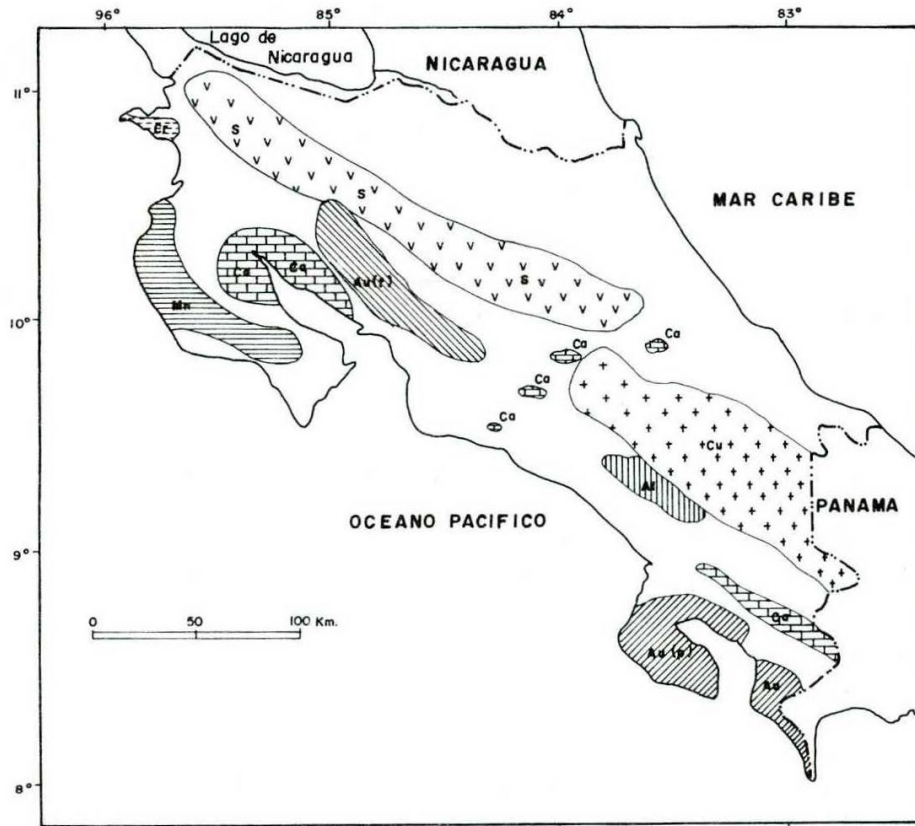 96° 85° 84° 83°
Lago de
Nicaragua
NICARAGUA
11°
Er
S
MAR CARIBE
S
Ca Ca
Au(f)
S
Mn
10°
Ca
Ca
Ca
Ca
Cu
Al
PANAMA
OCEANO PACIFICO
9°
0 50 100 Km.
Ca
Au(p)
Au
8°